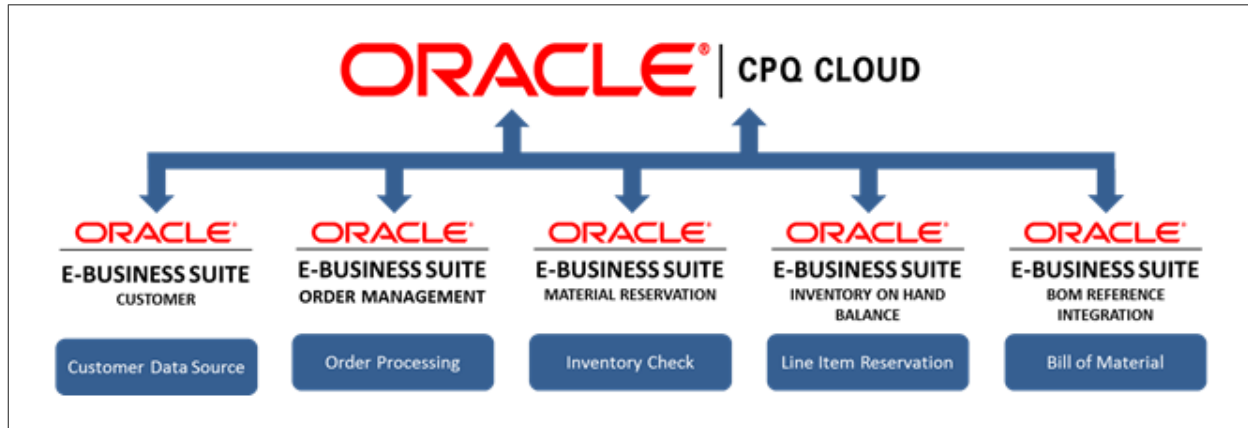 ORACLE® | CPQ CLOUD
ORACLE®
E-BUSINESS SUITE
CUSTOMER
Customer Data Source
ORACLE®
E-BUSINESS SUITE
ORDER MANAGEMENT
Order Processing
ORACLE®
E-BUSINESS SUITE
MATERIAL RESERVATION
Inventory Check
ORACLE®
E-BUSINESS SUITE
INVENTORY ON HAND
BALANCE
Line Item Reservation
ORACLE®
E-BUSINESS SUITE
BOM REFERENCE
INTEGRATION
Bill of Material